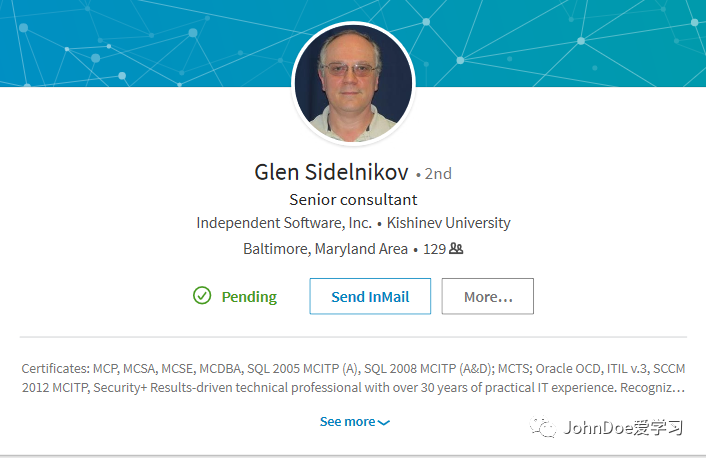 Glen Sidelnikov • 2nd
Senior consultant
Independent Software, Inc. • Kishinev University
Baltimore, Maryland Area • 129
Pending
Send InMail
More...
Certificates: MCP, MCSA, MCSE, MCDBA, SQL 2005 MCITP (A), SQL 2008 MCITP (A&D); MCTS; Oracle OCD, ITIL v.3, SCCM
2012 MCITP, Security+ Results-driven technical professional with over 30 years of practical IT experience. Recogniz...
See more
JohnDoe爱学习